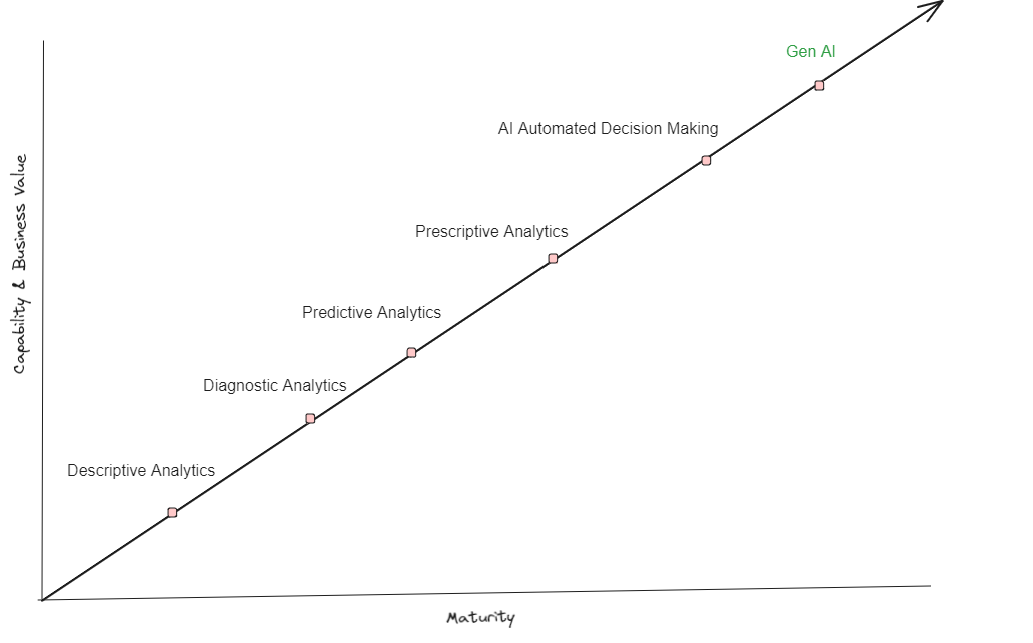 Gen AI
AI Automated Decision Making
Prescriptive Analytics
Predictive Analytics
Diagnostic Analytics
Descriptive Analytics
Capability & Business Value
Maturity